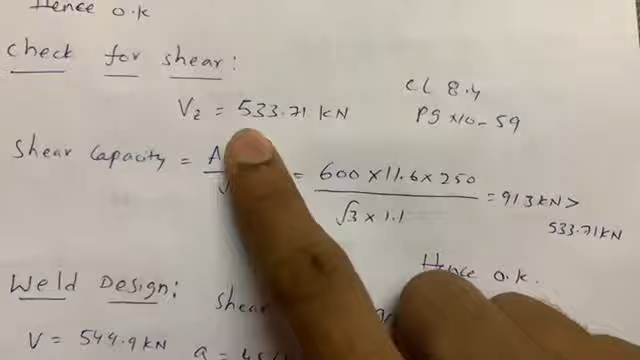 Hence o.k
Check for shear:
V2 = 533.71 kN
CL 8.4
Pg no-59
Shear Capacity = A = 600 x 11.6 x 250 / √3 x 1.1 = 913 kN >
533.71 kN
Hence o.k.
Weld Design: shear
V = 549.9 kN